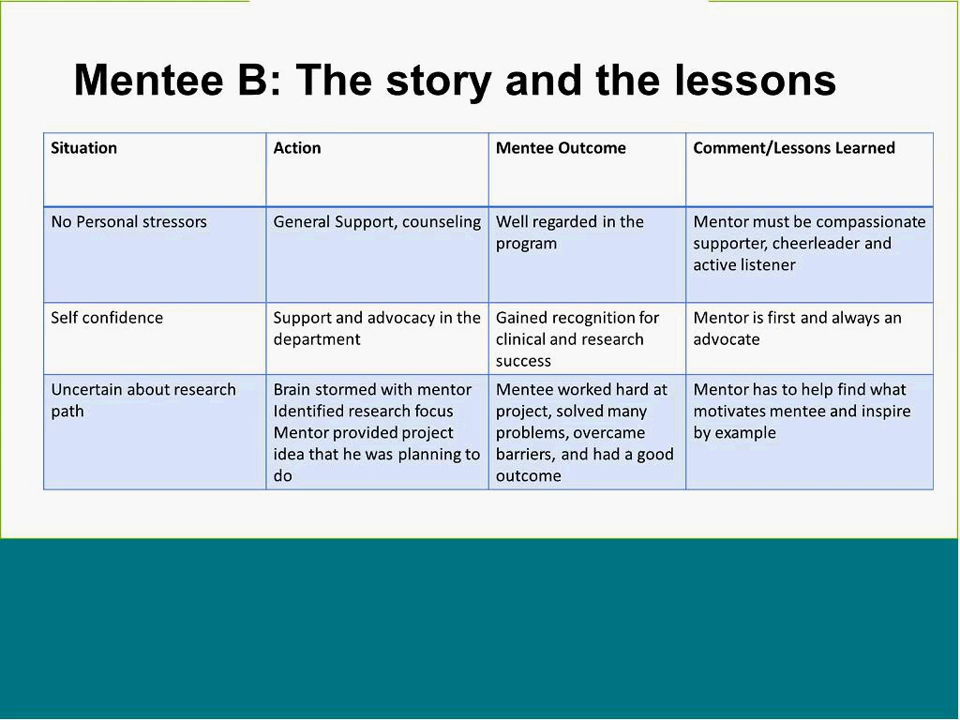 Mentee B: The story and the lessons
Situation
Action
Mentee Outcome
Comment/Lessons Learned
No Personal stressors
General Support, counseling
Well regarded in the
program
Mentor must be compassionate
supporter, cheerleader and
active listener
Self confidence
Support and advocacy in the
department
Gained recognition for
clinical and research
success
Mentor is first and always an
advocate
Uncertain about research
path
Brain stormed with mentor
Identified research focus
Mentor provided project
idea that he was planning to
do
Mentee worked hard at
project, solved many
problems, overcame
barriers, and had a good
outcome
Mentor has to help find what
motivates mentee and inspire
by example